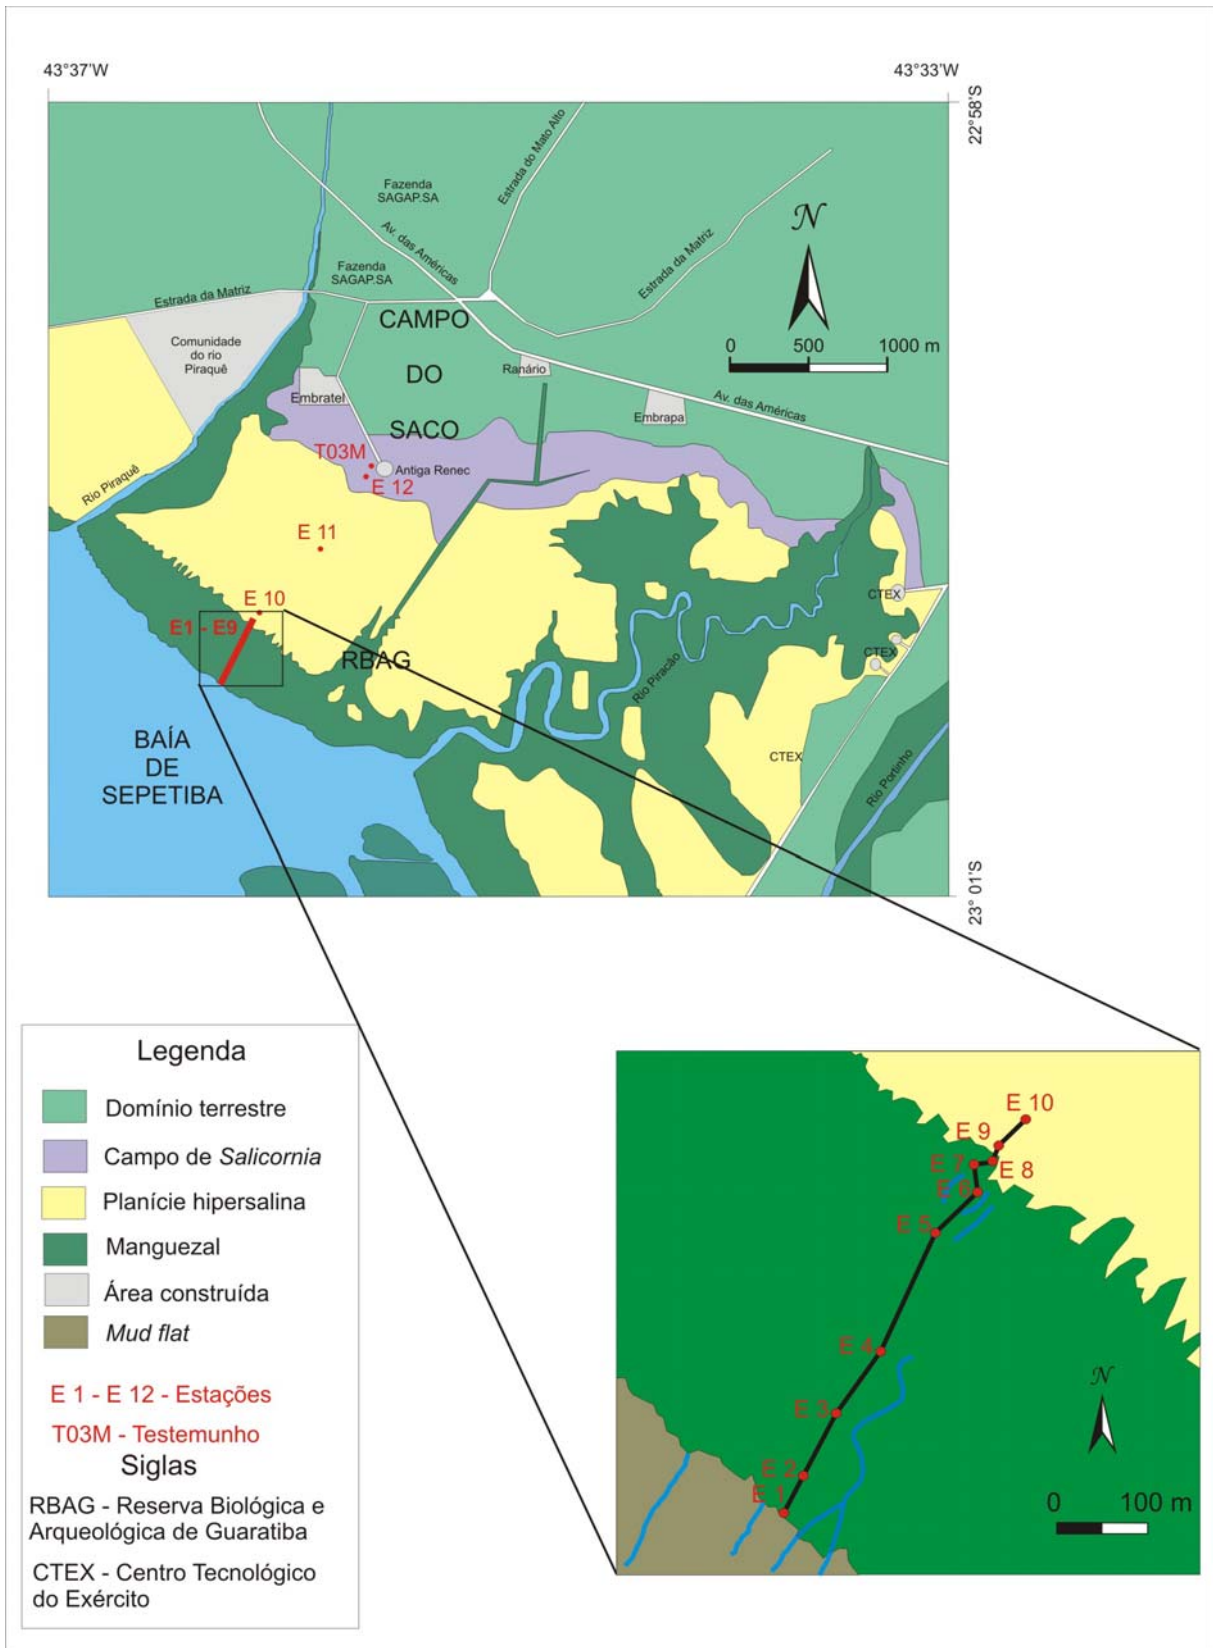 43°37'W
43°33'W
22°58'S
Fazenda
SAGAP.SA
Estrada do Mato Alto
Av. das Américas
Estrada da Matriz
N
Fazenda
SAGAP.SA
Estrada da Matriz
CAMPO
DO
SACO
0 500 1000 m
Comunidade
do rio
Piraquê
Ranário
Embratel
Av. das Américas
Embrapa
T03M
Antiga Renec
E 12
Rio Piraquê
E 11
E 10
E1 - E9
CTEX
RBAG
CTEX
Rio Piracão
BAÍA
DE
SEPETIBA
CTEX
Rio Portinho
23° 01'S
Legenda
Domínio terrestre
Campo de Salicornia
Planície hipersalina
Manguezal
Área construída
Mud flat
E 1 - E 12 - Estações
T03M - Testemunho
Siglas
RBAG - Reserva Biológica e
Arqueológica de Guaratiba
CTEX - Centro Tecnológico
do Exército
E 10
E 9
E 8
E 7
E 6
E 5
E 4
E 3
E 2
E 1
N
0 100 m